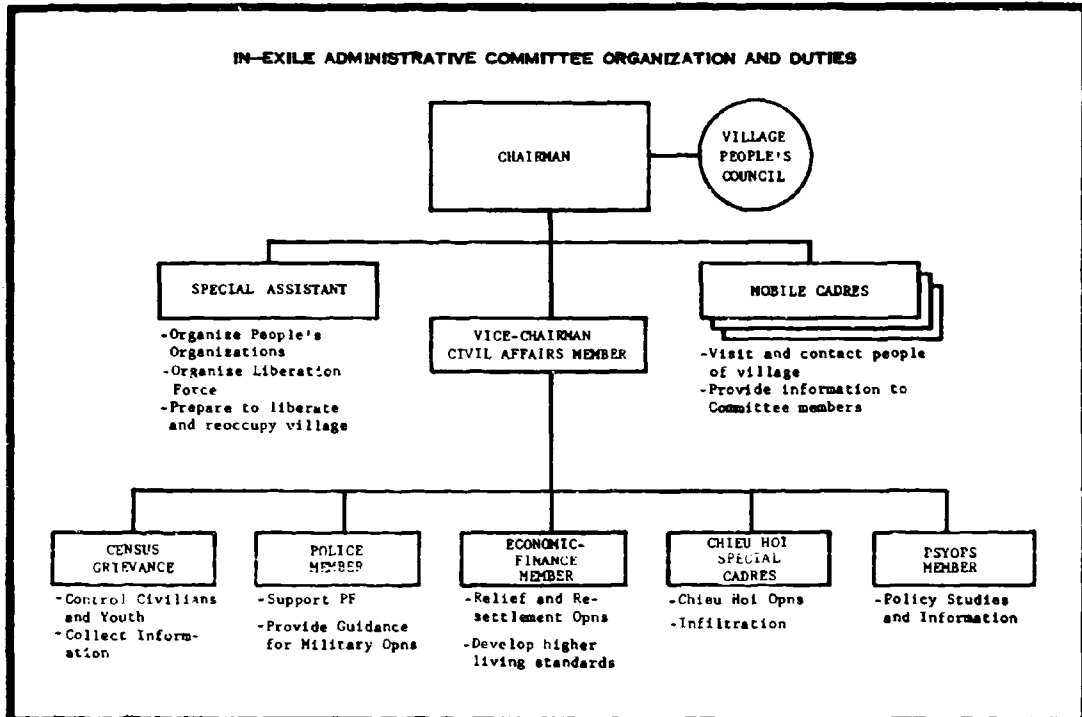 IN-EXILE ADMINISTRATIVE COMMITTEE ORGANIZATION AND DUTIES
CHAIRMAN
VILLAGE
PEOPLE'S
COUNCIL
SPECIAL ASSISTANT
-Organize People's
Organizations
-Organize Liberation
Force
-Prepare to liberate
and reoccupy village
VICE-CHAIRMAN
CIVIL AFFAIRS MEMBER
MOBILE CADRES
-Visit and contact people
of village
-Provide information to
Committee members
CENSUS
GRIEVANCE
-Control Civilians
and Youth
-Collect Inform-
ation
POLICE
MEMBER
-Support PF
-Provide Guidance
for Military Opns
ECONOMIC-
FINANCE
MEMBER
-Relief and Re-
settlement Opns
-Develop higher
living standards
CHIEU HOI
SPECIAL
CADRES
-Chieu Hoi Opns
-Infiltration
PSYOPS
MEMBER
-Policy Studies
and Information